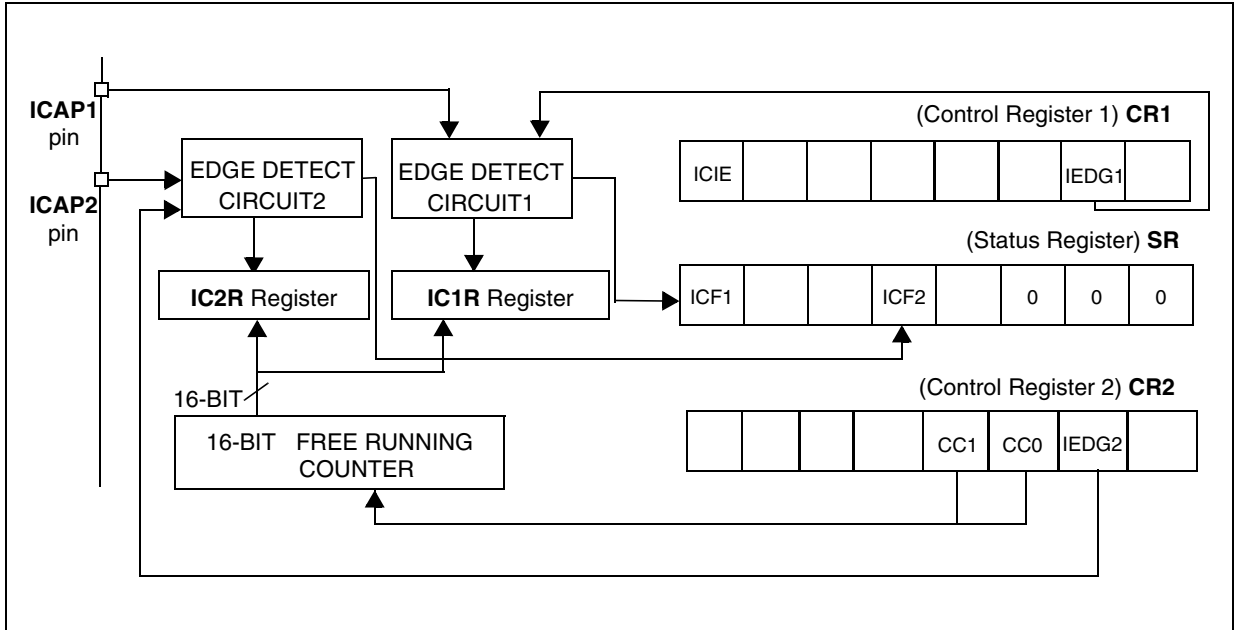 ICAP1
pin
ICAP2
pin
EDGE DETECT
CIRCUIT2
EDGE DETECT
CIRCUIT1
IC2R Register
IC1R Register
16-BIT
16-BIT FREE RUNNING
COUNTER
(Control Register 1) CR1
ICIE
IEDG1
(Status Register) SR
ICF1
ICF2
0
0
0
(Control Register 2) CR2
CC1
CC0
IEDG2